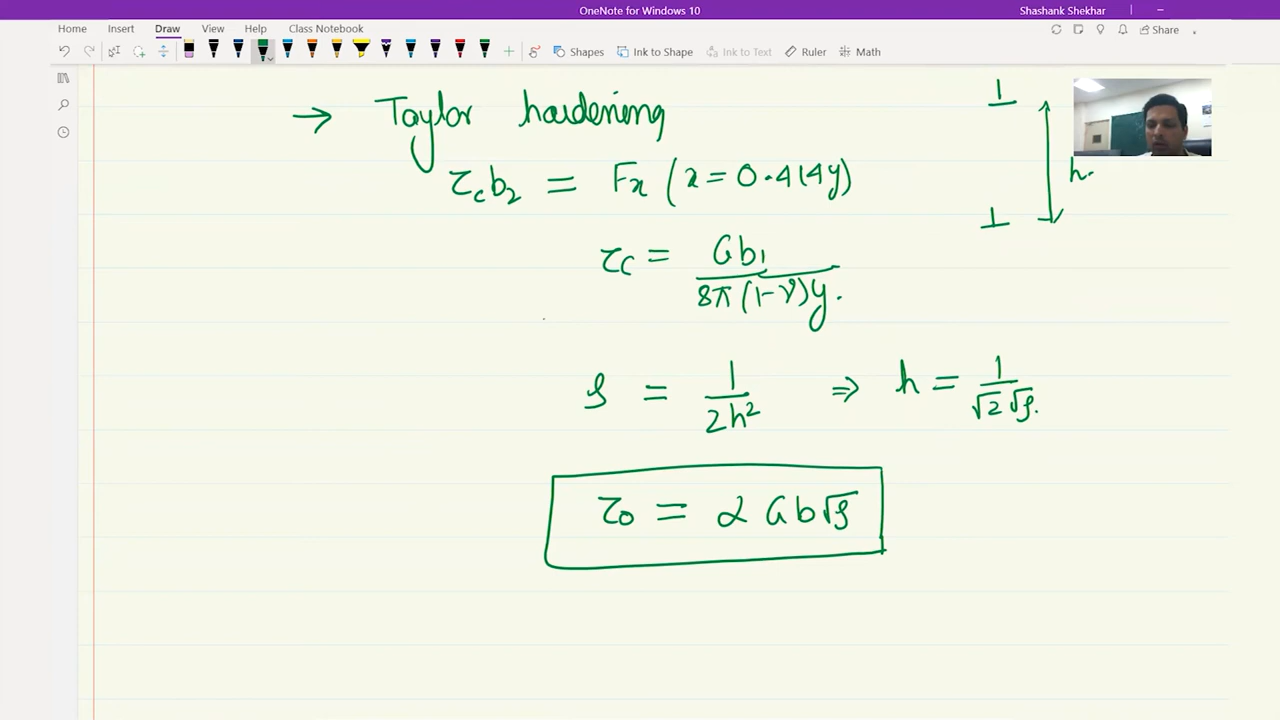 OneNote for Windows 10
Shashank Shekhar
Home Insert Draw View Help Class Notebook
Share
Shapes Ink to Shape Ink to Text Ruler Math
→ Taylor hardening
τcb2 = Fx (x = 0.414y)
h.
τc = Gb1 / 8π(1-ν)y.
ρ = 1 / 2h² ⇒ h = 1 / √2 √ρ.
τ0 = α Gb√ρ